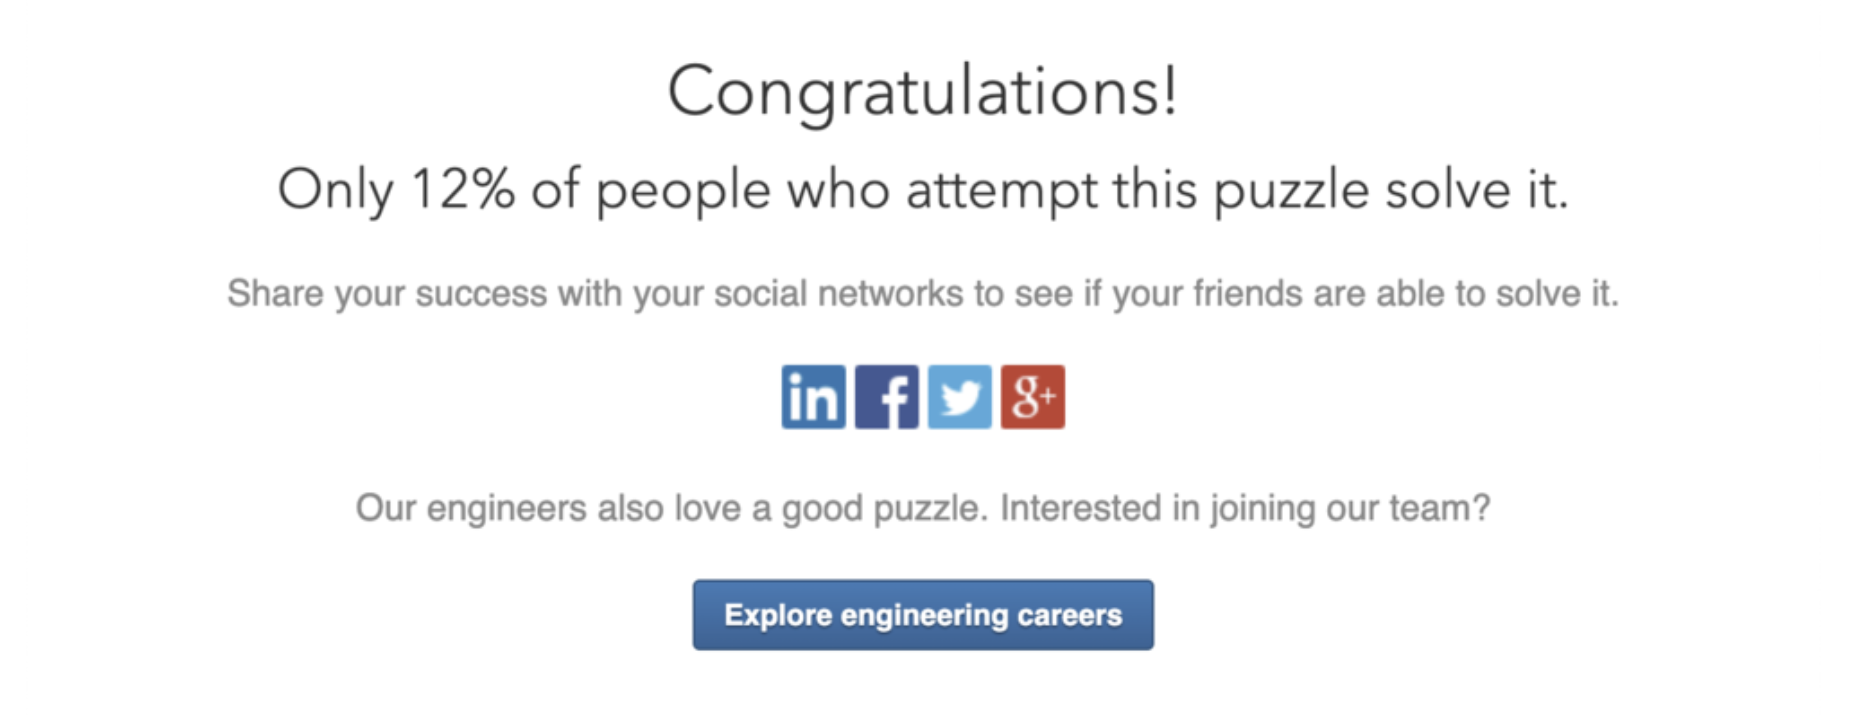 Congratulations!
Only 12% of people who attempt this puzzle solve it.
Share your success with your social networks to see if your friends are able to solve it.
in f g+
Our engineers also love a good puzzle. Interested in joining our team?
Explore engineering careers